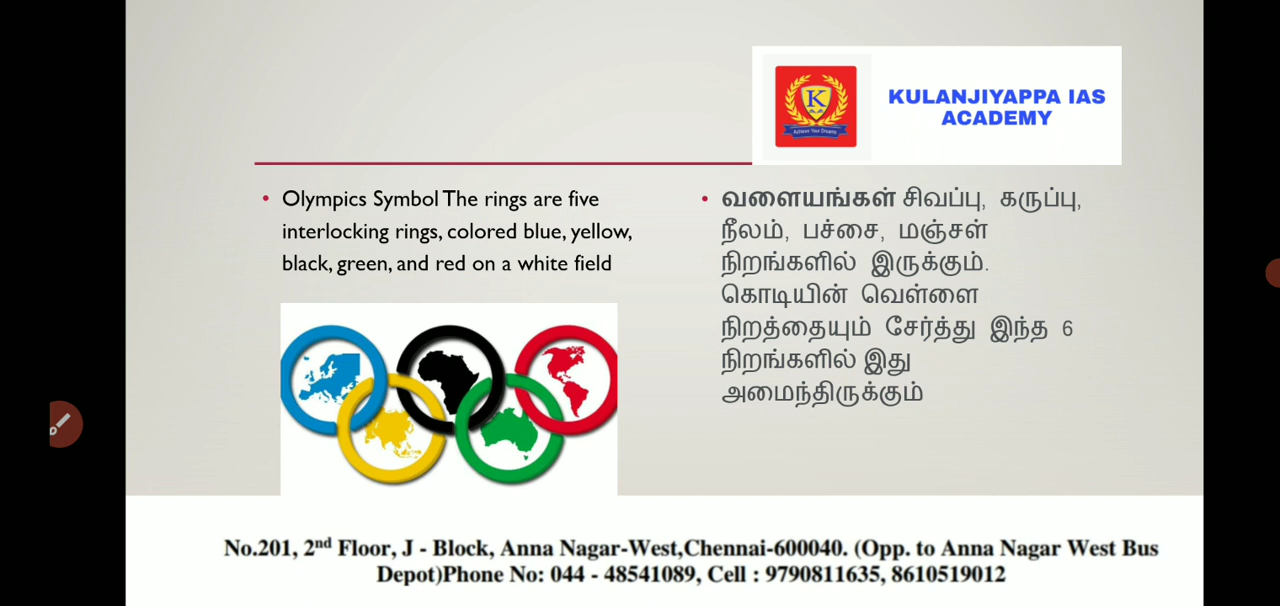 K
Achieve Your Dreams
KULANJIYAPPA IAS
ACADEMY
• Olympics Symbol The rings are five
interlocking rings, colored blue, yellow,
black, green, and red on a white field
• வளையங்கள் சிவப்பு, கருப்பு,
நீலம், பச்சை, மஞ்சள்
நிறங்களில் இருக்கும்.
கொடியின் வெள்ளை
நிறத்தையும் சேர்த்து இந்த 6
நிறங்களில் இது
அமைந்திருக்கும்
No.201, 2nd Floor, J - Block, Anna Nagar-West,Chennai-600040. (Opp. to Anna Nagar West Bus
Depot)Phone No: 044 - 48541089, Cell : 9790811635, 8610519012